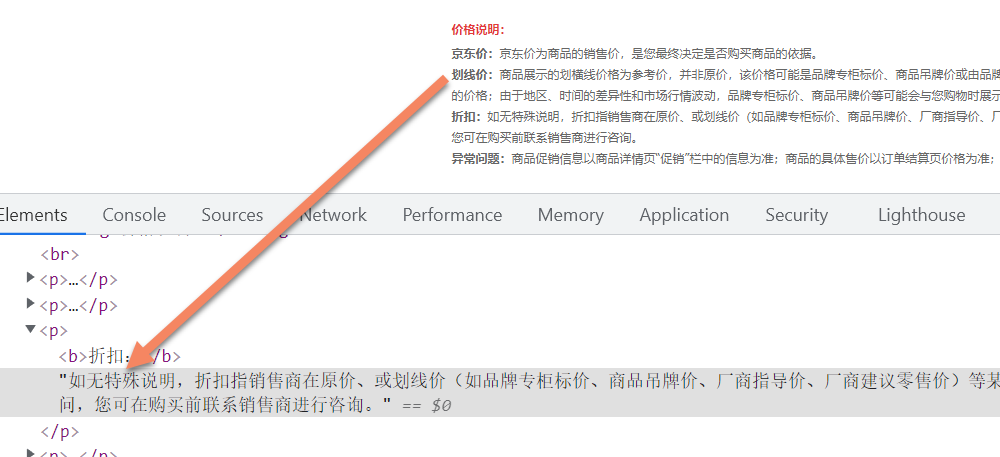 价格说明：
京东价：京东价为商品的销售价，是您最终决定是否购买商品的依据。
划线价：商品展示的划横线价格为参考价，并非原价，该价格可能是品牌专柜标价、商品吊牌价或由品牌
的价格；由于地区、时间的差异性和市场行情波动，品牌专柜标价、商品吊牌价等可能会与您购物时展示
折扣：如无特殊说明，折扣指销售商在原价、或划线价（如品牌专柜标价、商品吊牌价、厂商指导价、厂
您可在购买前联系销售商进行咨询。
异常问题：商品促销信息以商品详情页“促销”栏中的信息为准；商品的具体售价以订单结算页价格为准；
Elements Console Sources Network Performance Memory Application Security Lighthouse
<br>
<p>…</p>
<p>…</p>
<p>
<b>折扣：</b>
"如无特殊说明，折扣指销售商在原价、或划线价（如品牌专柜标价、商品吊牌价、厂商指导价、厂商建议零售价）等某
问，您可在购买前联系销售商进行咨询。" == $0
</p>
<p>…</p>